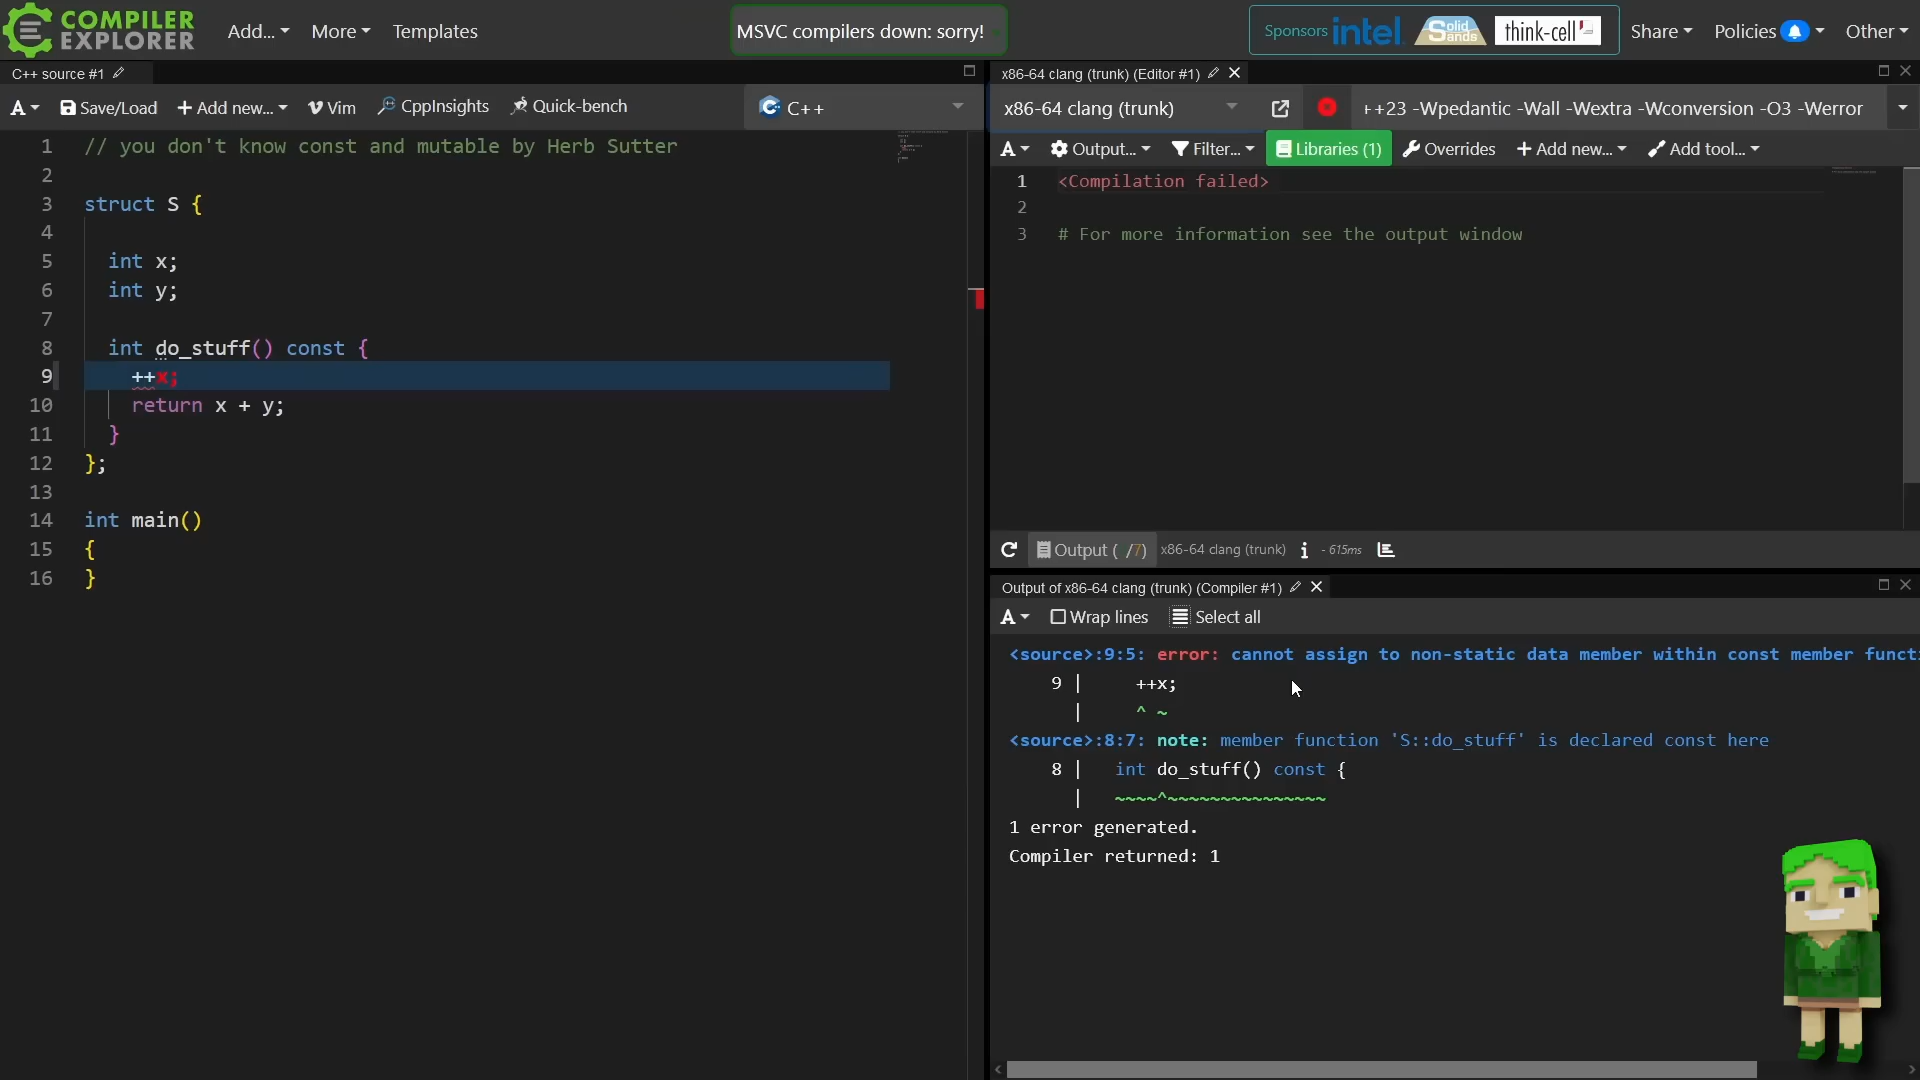 COMPILER
EXPLORER
Add...
More
Templates
MSVC compilers down: sorry!
Sponsors
intel.
Solid Sands
think-cell
Share
Policies
Other
C++ source #1
A
Save/Load
+ Add new...
Vim
CppInsights
Quick-bench
C++
1 // you don't know const and mutable by Herb Sutter
2
3 struct S {
4
5 int x;
6 int y;
7
8 int do_stuff() const {
9 ++x;
10 return x + y;
11 }
12 };
13
14 int main()
15 {
16 }
x86-64 clang (trunk) (Editor #1)
x86-64 clang (trunk)
++23 -Wpedantic -Wall -Wextra -Wconversion -O3 -Werror
A
Output...
Filter...
Libraries (1)
Overrides
+ Add new...
Add tool...
1 <Compilation failed>
2
3 # For more information see the output window
Output ( /7)
x86-64 clang (trunk)
i
- 615ms
Output of x86-64 clang (trunk) (Compiler #1)
A
Wrap lines
Select all
<source>:9:5: error: cannot assign to non-static data member within const member functi
9 | ++x;
| ^ ~
<source>:8:7: note: member function 'S::do_stuff' is declared const here
8 | int do_stuff() const {
| ~~~~^~~~~~~~~~~~~~~~
1 error generated.
Compiler returned: 1